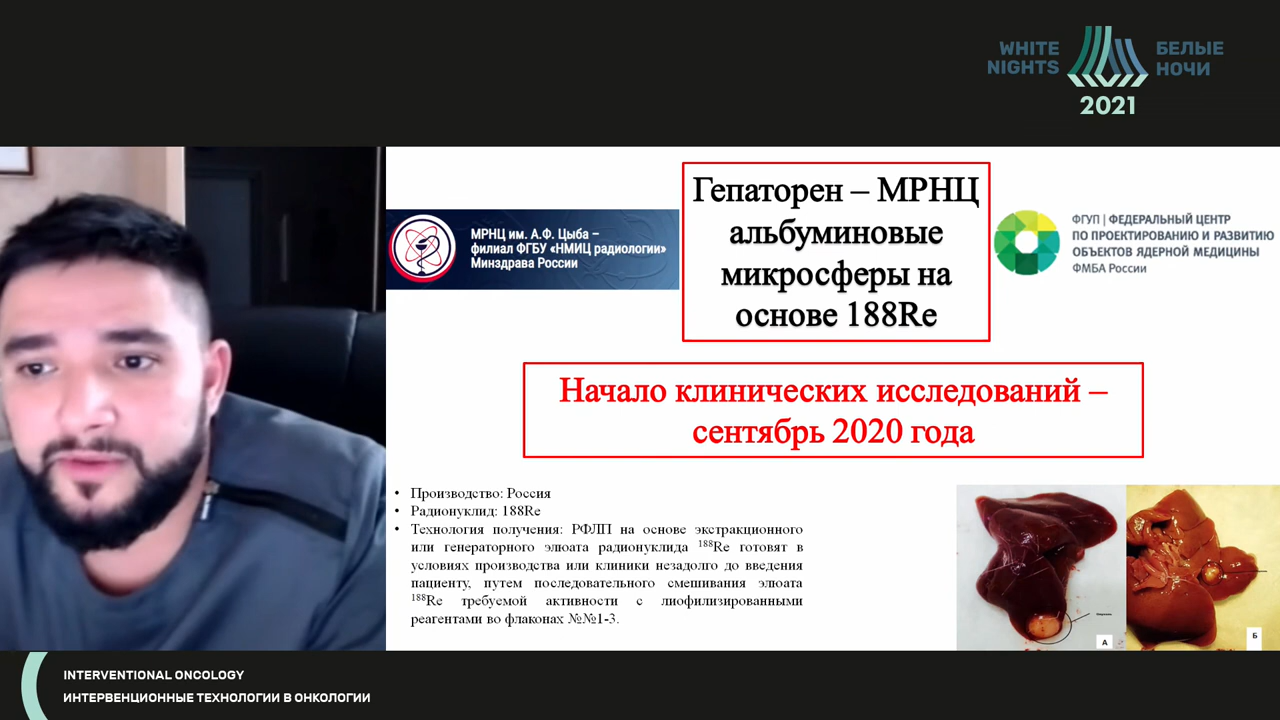 WHITE
NIGHTS
БЕЛЫЕ
НОЧИ
2021
МРНЦ им. А.Ф. Цыба –
филиал ФГБУ «НМИЦ радиологии»
Минздрава России
Гепаторен – МРНЦ
альбуминовые
микросферы на
основе 188Re
ФГУП | ФЕДЕРАЛЬНЫЙ ЦЕНТР
ПО ПРОЕКТИРОВАНИЮ И РАЗВИТИЮ
ОБЪЕКТОВ ЯДЕРНОЙ МЕДИЦИНЫ
ФМБА России
Начало клинических исследований –
сентябрь 2020 года
• Производство: Россия
• Радионуклид: 188Re
• Технология получения: РФЛП на основе экстракционного
или генераторного элюата радионуклида ¹⁸⁸Re готовят в
условиях производства или клиники незадолго до введения
пациенту, путем последовательного смешивания элюата
¹⁸⁸Re требуемой активности с лиофилизированными
реагентами во флаконах №№1-3.
А
Б
INTERVENTIONAL ONCOLOGY
ИНТЕРВЕНЦИОННЫЕ ТЕХНОЛОГИИ В ОНКОЛОГИИ